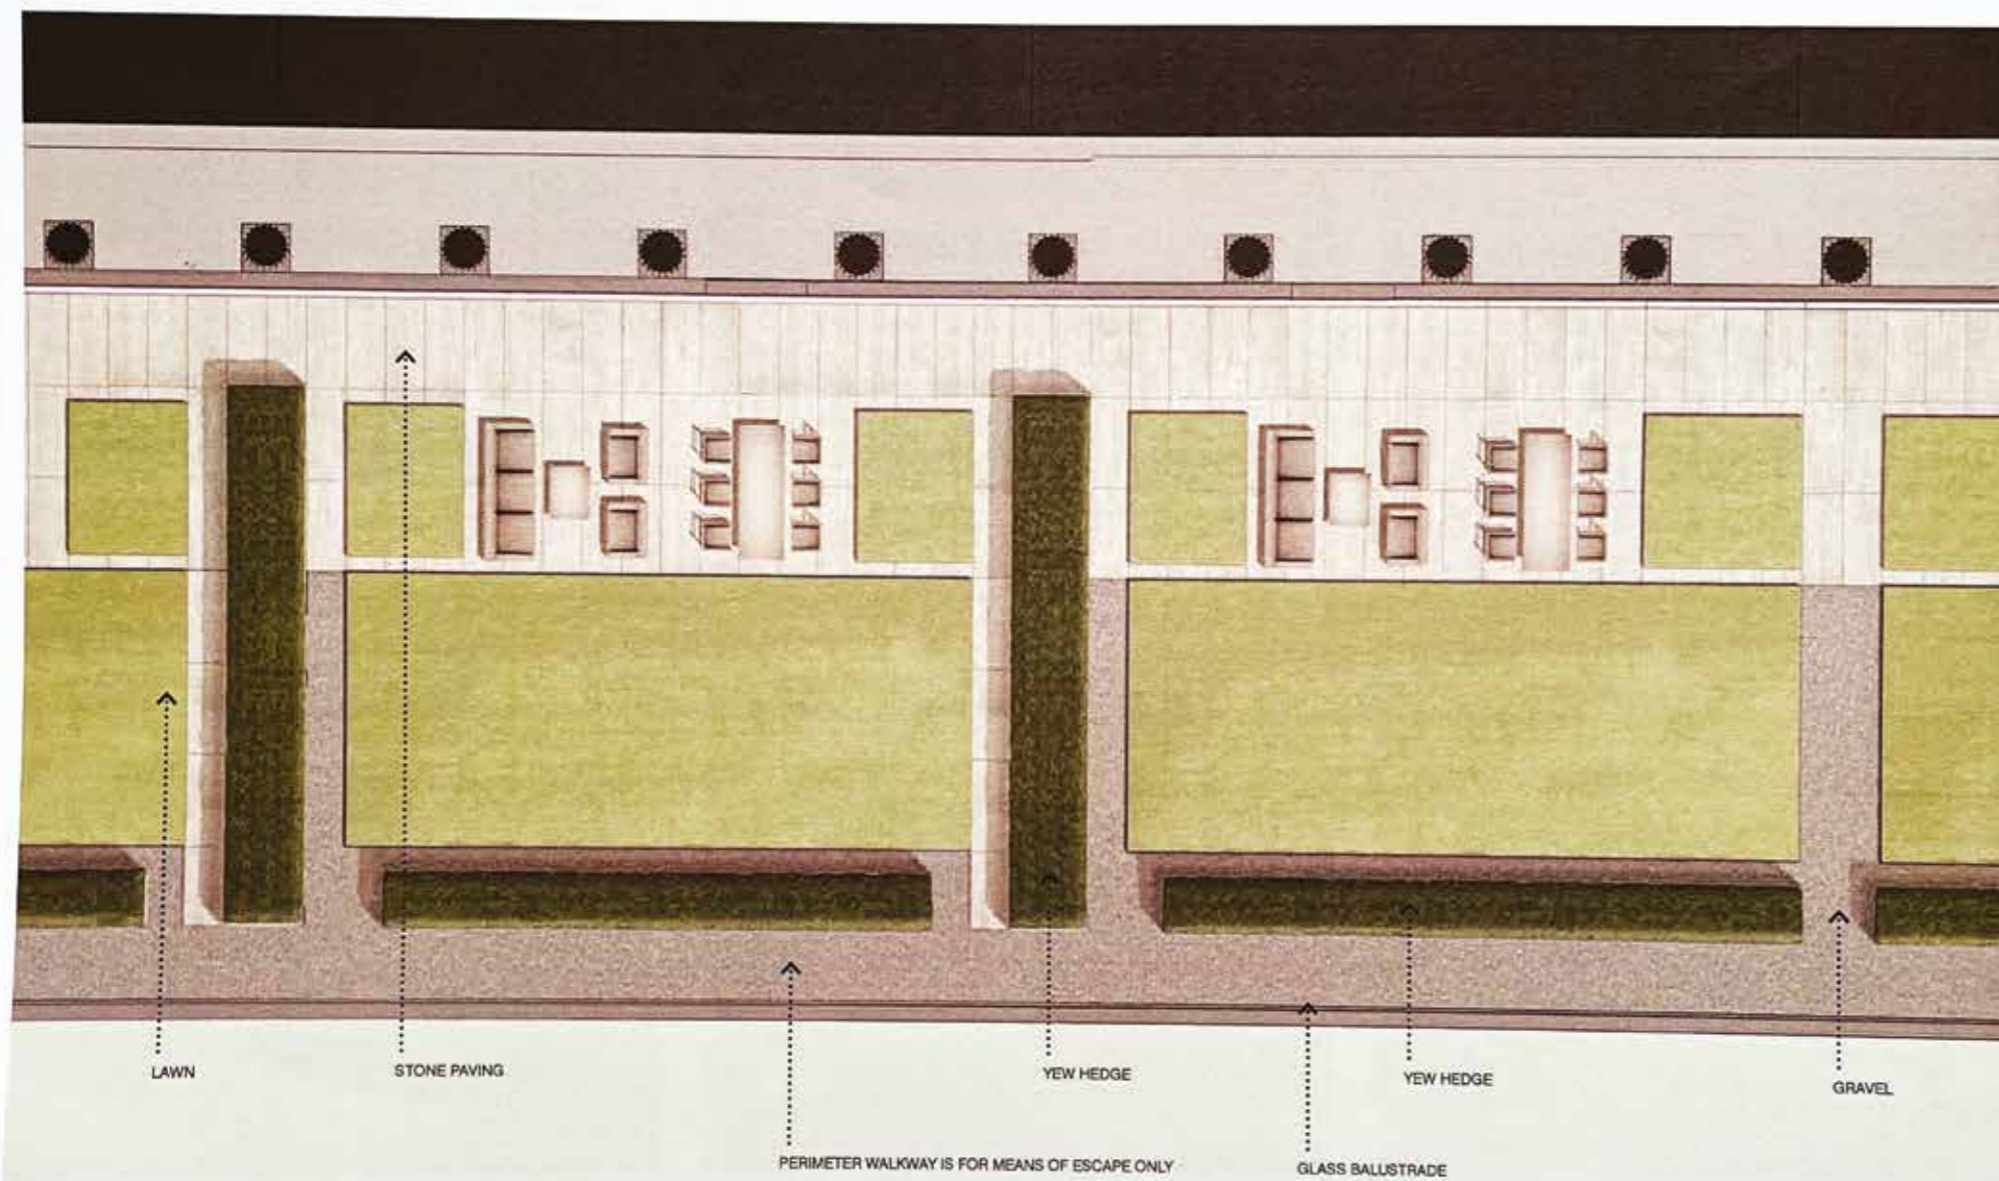 LAWN
STONE PAVING
YEW HEDGE
YEW HEDGE
GRAVEL
PERIMETER WALKWAY IS FOR MEANS OF ESCAPE ONLY
GLASS BALUSTRADE